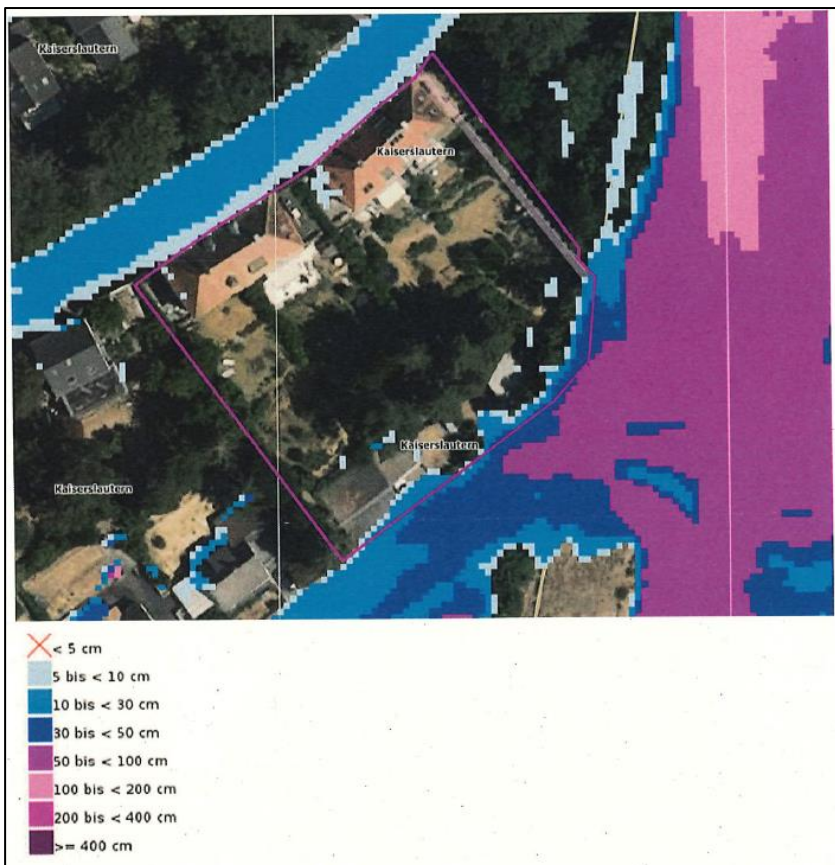 Kaiserslautern
Kaiserslautern
Kaiserslautern
Kaiserslautern
< 5 cm
5 bis < 10 cm
10 bis < 30 cm
30 bis < 50 cm
50 bis < 100 cm
100 bis < 200 cm
200 bis < 400 cm
>= 400 cm